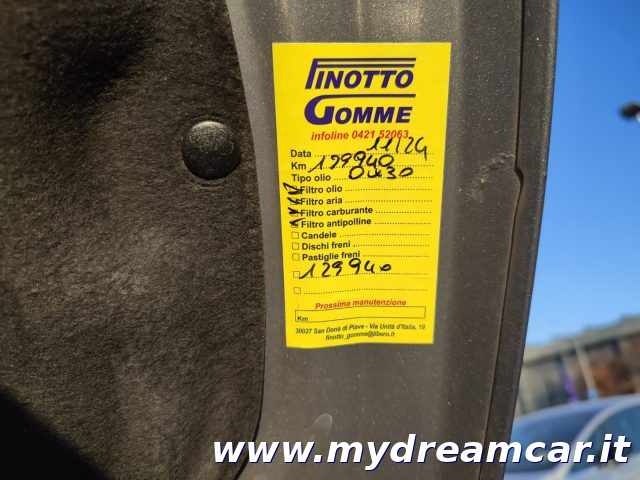 FINOTTO
GOMME
infoline 0421 52063
Data 11/24
Km 129940
Tipo olio 0W30
Filtro olio
Filtro aria
Filtro carburante
Filtro antipolline
Candele
Dischi freni
Pastiglie freni
129940
Prossima manutenzione
Km
30027 San Donà di Piave - Via Unità d'Italia, 19
finotto_gomme@libero.it
www.mydreamcar.it